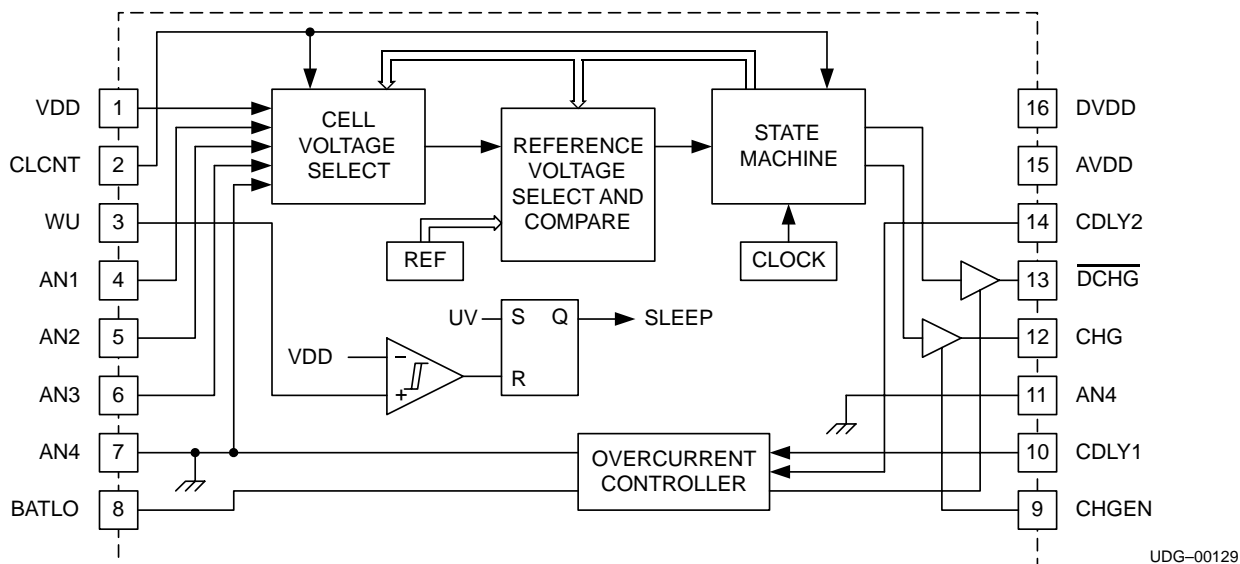 VDD 1
CLCNT 2
WU 3
AN1 4
AN2 5
AN3 6
AN4 7
BATLO 8
CELL
VOLTAGE
SELECT
REFERENCE
VOLTAGE
SELECT AND
COMPARE
STATE
MACHINE
REF
CLOCK
UV
S Q
SLEEP
VDD
−
+
R
OVERCURRENT
CONTROLLER
16 DVDD
15 AVDD
14 CDLY2
13 DCHG
12 CHG
11 AN4
10 CDLY1
9 CHGEN
UDG–00129